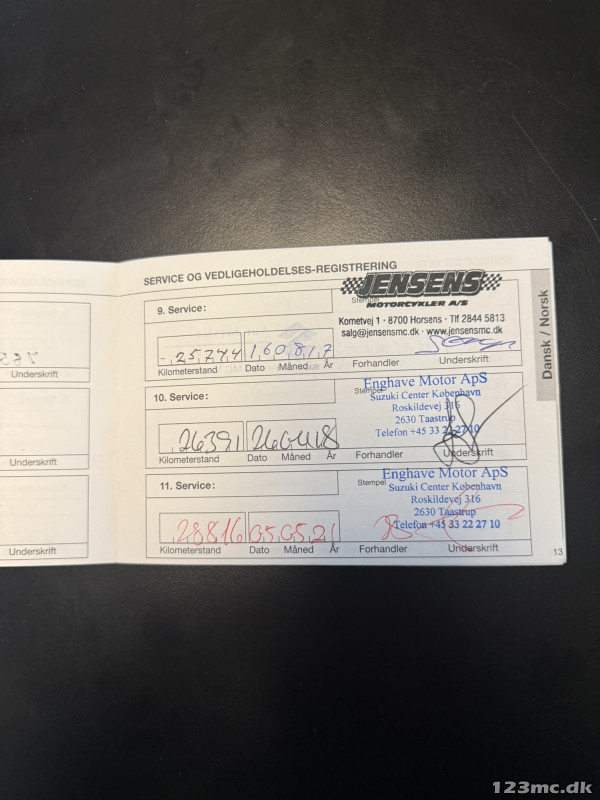 SERVICE OG VEDLIGEHOLDELSES-REGISTRERING
9. Service:
Stempel
JENSENS
MOTORCYKLER A/S
Kometvej 1 · 8700 Horsens · Tlf 2844 5813
salg@jensensmc.dk · www.jensensmc.dk
25744 160817
Kilometerstand Dato Måned År Forhandler Underskrift
10. Service:
Stempel
Enghave Motor ApS
Suzuki Center København
Roskildevej 316
2630 Taastrup
Telefon +45 33 22 27 10
26391 260418
Kilometerstand Dato Måned År Forhandler Underskrift
11. Service:
Stempel
Enghave Motor ApS
Suzuki Center København
Roskildevej 316
2630 Taastrup
Telefon +45 33 22 27 10
28816 05.05.21
Kilometerstand Dato Måned År Forhandler Underskrift
13
Dansk / Norsk
Underskrift
Underskrift
Underskrift
123mc.dk